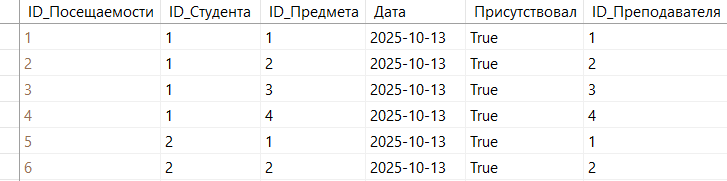 ID_Посещаемости ID_Студента ID_Предмета Дата Присутствовал ID_Преподавателя
1 1 1 2025-10-13 True 1
2 1 2 2025-10-13 True 2
3 1 3 2025-10-13 True 3
4 1 4 2025-10-13 True 4
5 2 1 2025-10-13 True 1
6 2 2 2025-10-13 True 2